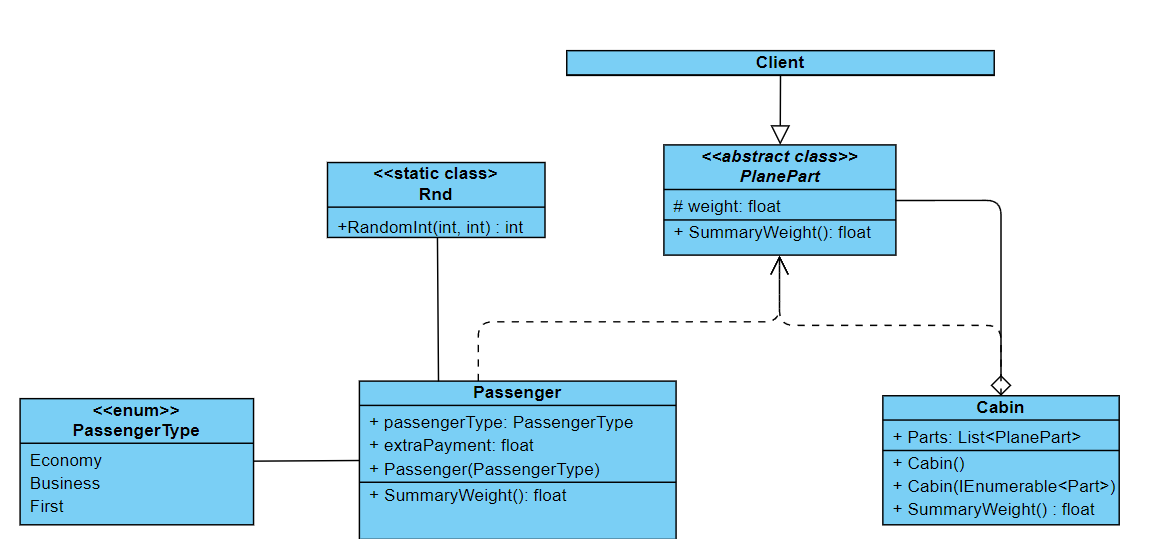 Client
<<abstract class>>
PlanePart
# weight: float
+ SummaryWeight(): float
<<static class>
Rnd
+RandomInt(int, int) : int
Passenger
+ passengerType: PassengerType
+ extraPayment: float
+ Passenger(PassengerType)
+ SummaryWeight(): float
<<enum>>
PassengerType
Economy
Business
First
Cabin
+ Parts: List<PlanePart>
+ Cabin()
+ Cabin(IEnumerable<Part>)
+ SummaryWeight() : float